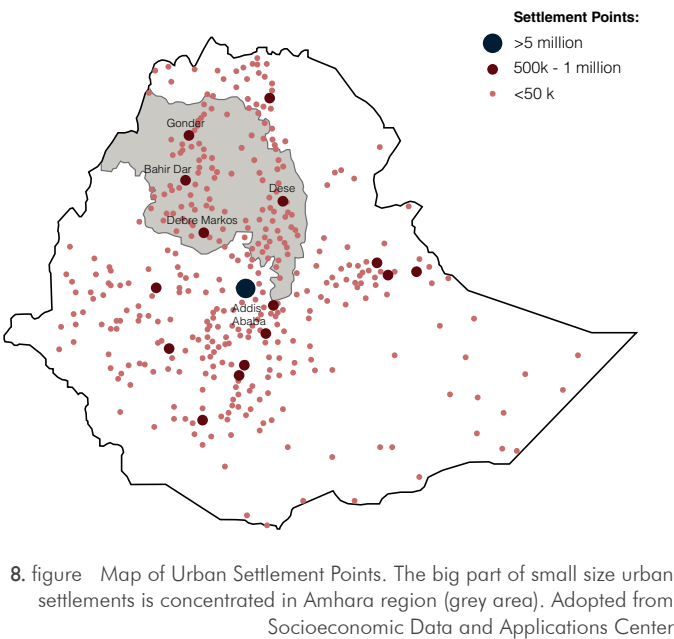 Settlement Points:
>5 million
500k - 1 million
<50 k
Gonder
Bahir Dar
Dese
Debre Markos
Addis
Ababa
8. figure Map of Urban Settlement Points. The big part of small size urban
settlements is concentrated in Amhara region (grey area). Adopted from
Socioeconomic Data and Applications Center